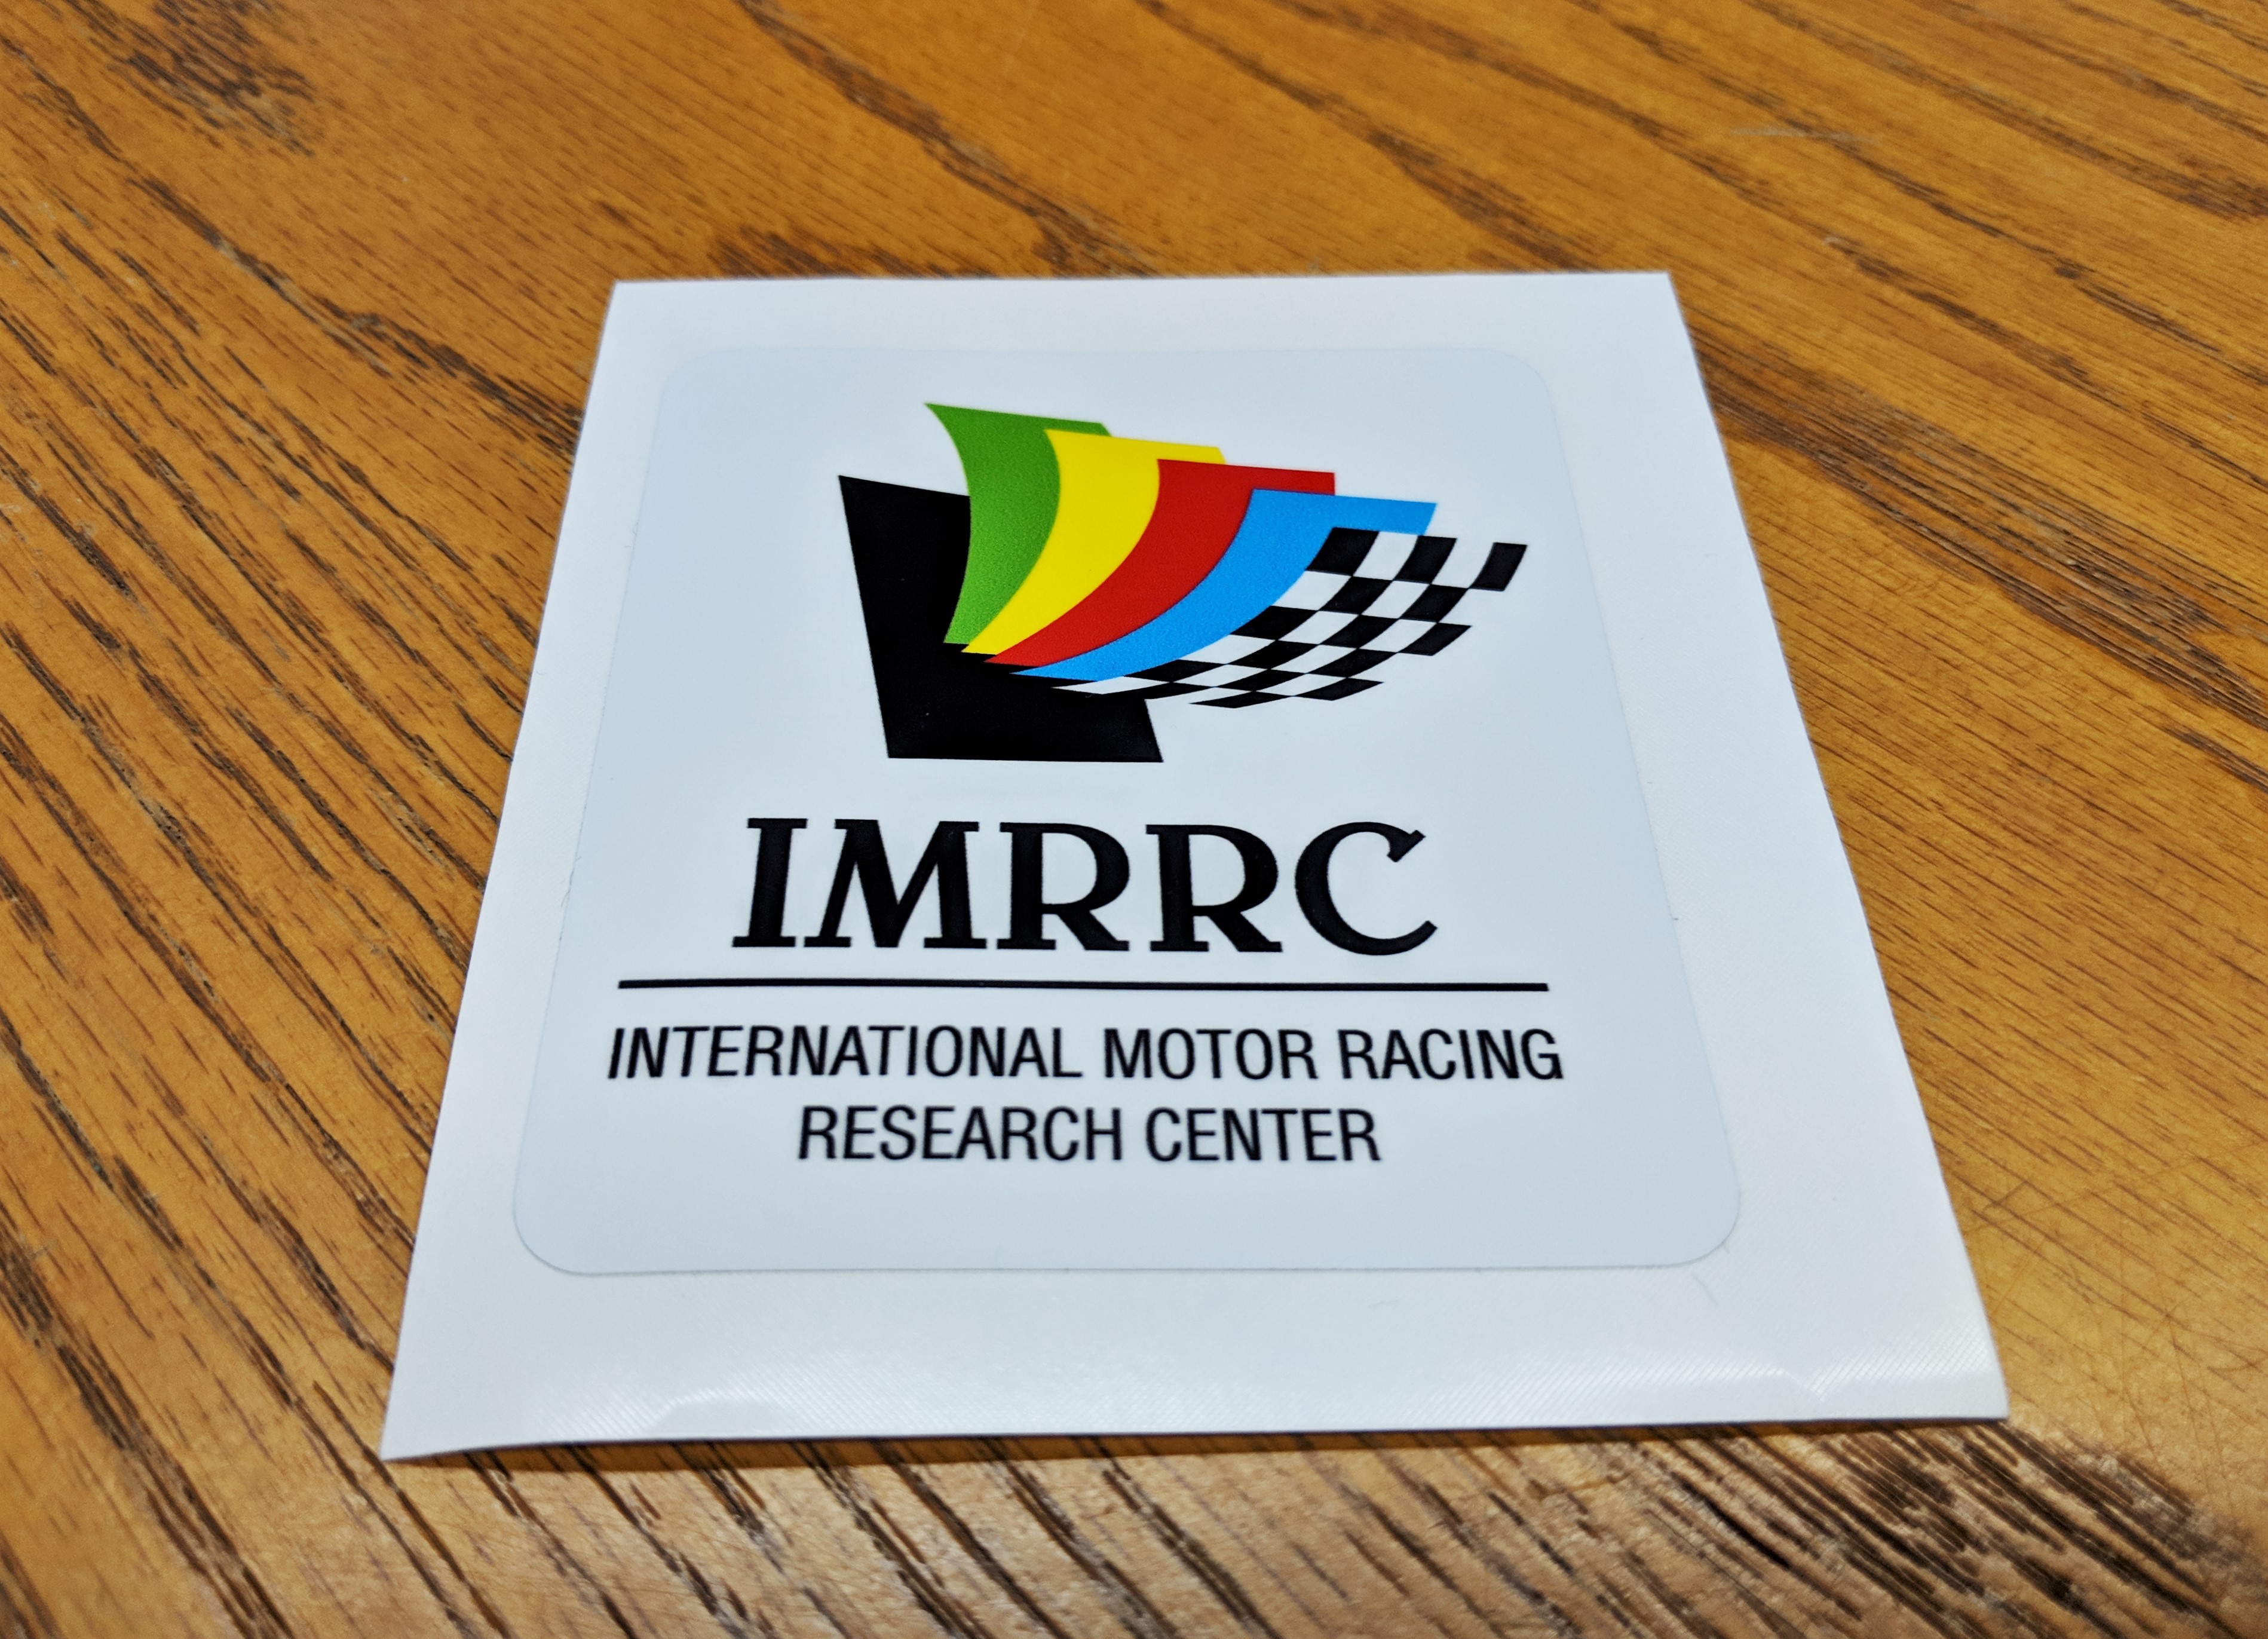 IMRRC
INTERNATIONAL MOTOR RACING
RESEARCH CENTER